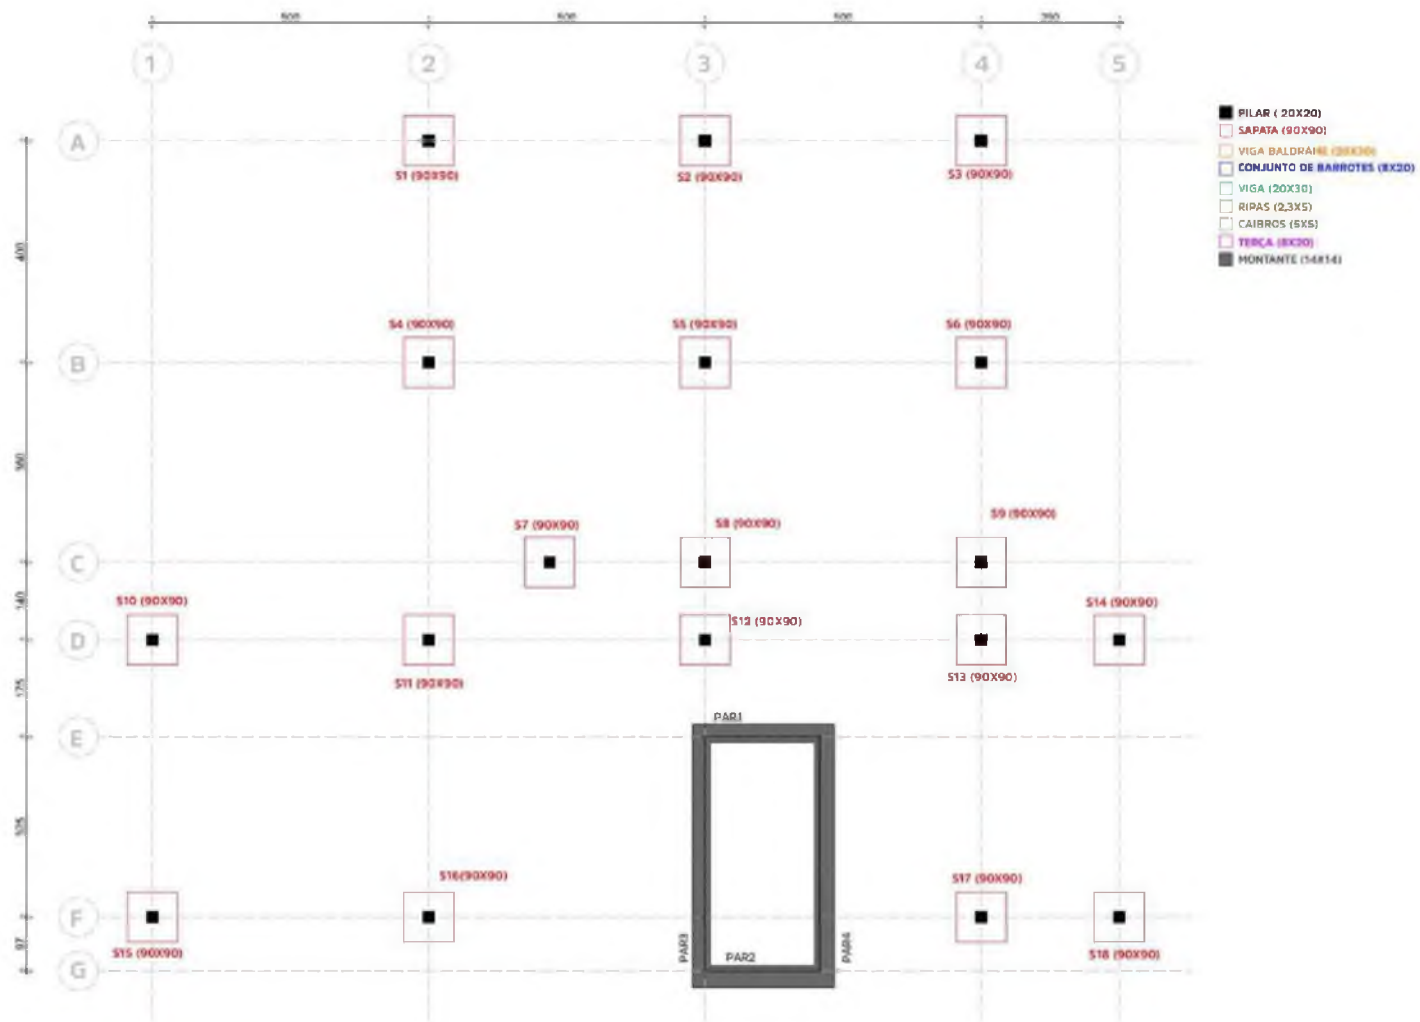 500 500 500 250
1 2 3 4 5
PILAR ( 20X20)
SAPATA (90X90)
VIGA BALDRAME (20X30)
CONJUNTO DE BARROTES (8X20)
VIGA (20X30)
RIPAS (2,3X5)
CAIBROS (5X5)
TERÇA (8X20)
MONTANTE (14X14)
A
S1 (90X90) S2 (90X90) S3 (90X90)
400
S4 (90X90) S5 (90X90) S6 (90X90)
B
S7 (90X90) S8 (90X90) S9 (90X90)
C
140
S10 (90X90) S14 (90X90)
S12 (90X90)
D
S11 (90X90) S13 (90X90)
175
PAR1
E
325
S16(90X90) S17 (90X90)
F
97
S15 (90X90) PAR3 PAR2 PAR4 S18 (90X90)
G